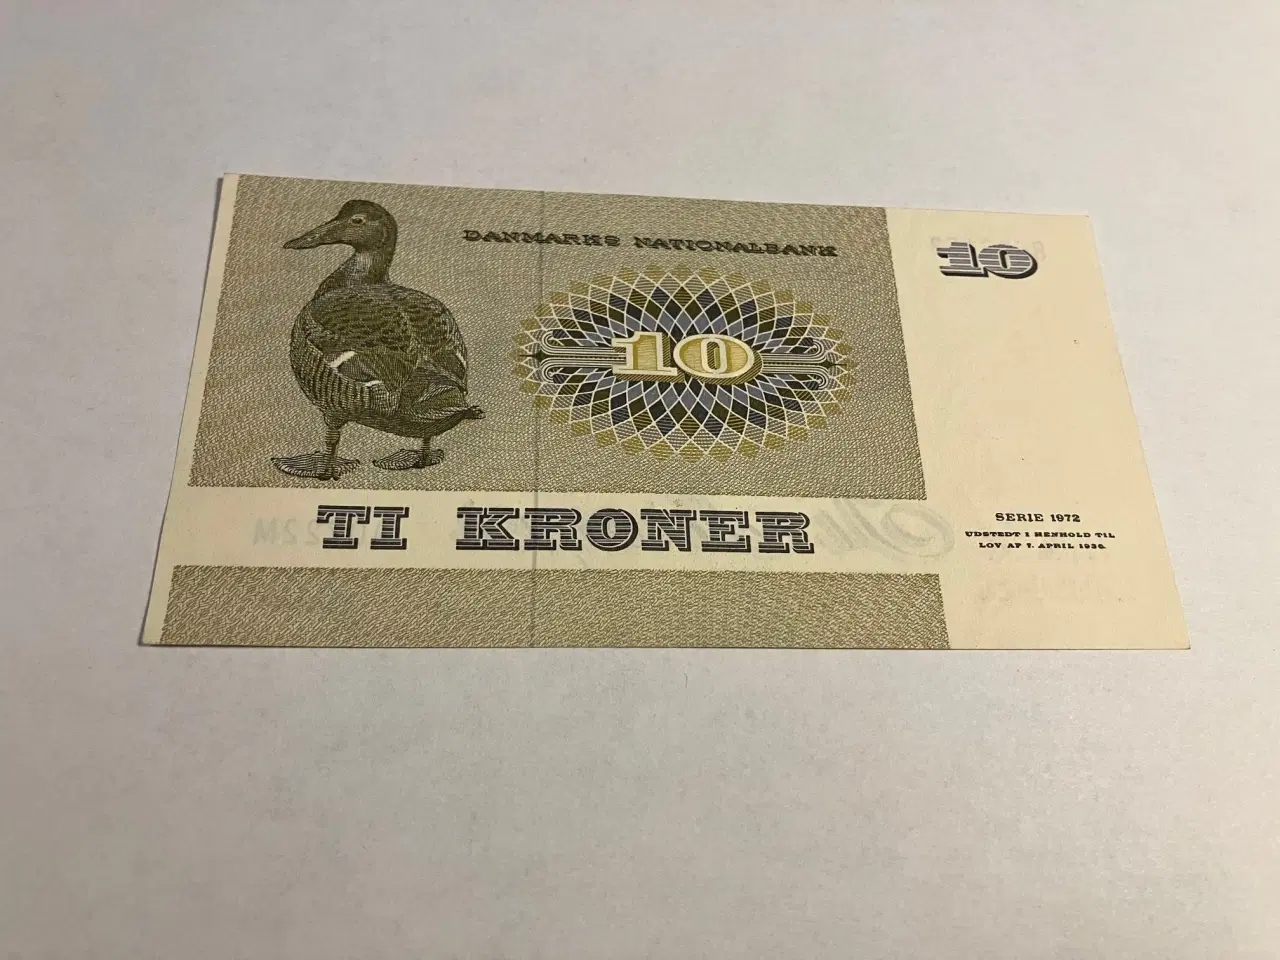 DANMARKS NATIONALBANK
10
10
TI KRONER
SERIE 1972
UDSTEDT I HENHOLD TIL
LOV AF 7. APRIL 1936.